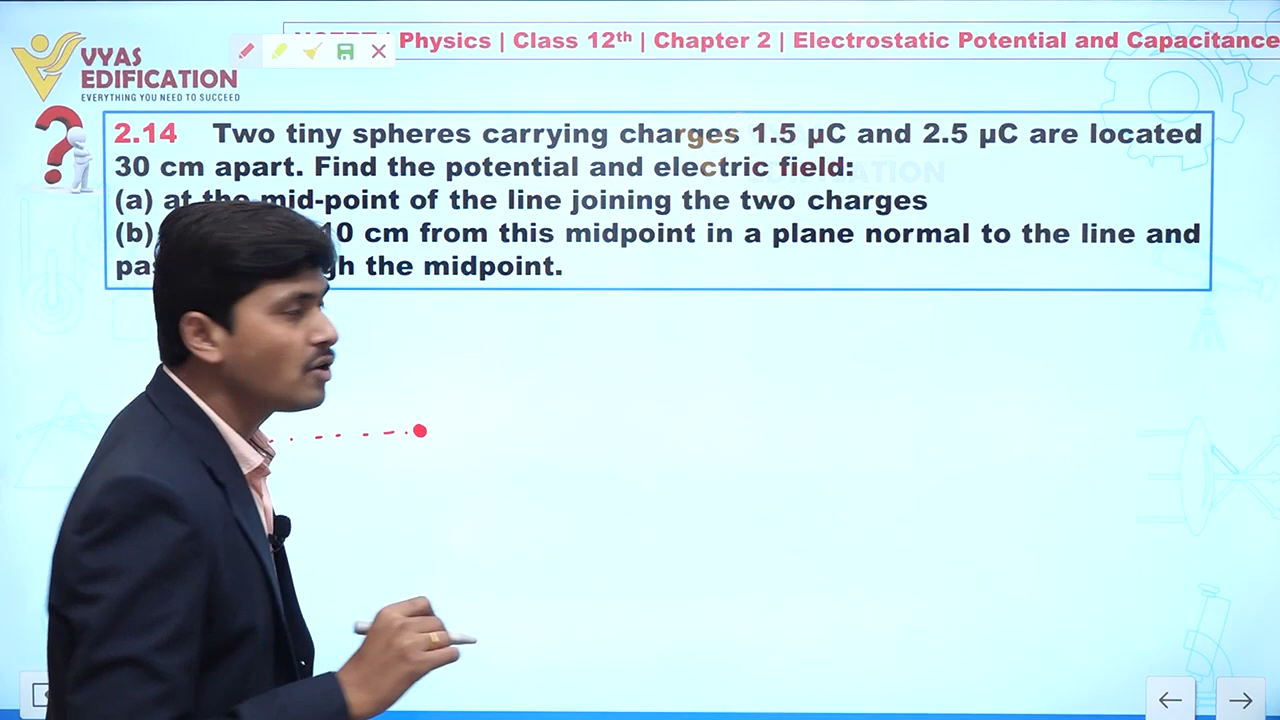 Physics | Class 12th | Chapter 2 | Electrostatic Potential and Capacitance
VYAS
EDIFICATION
EVERYTHING YOU NEED TO SUCCEED
2.14 Two tiny spheres carrying charges 1.5 µC and 2.5 µC are located
30 cm apart. Find the potential and electric field:
(a) at the mid-point of the line joining the two charges
(b) 10 cm from this midpoint in a plane normal to the line and
the midpoint.